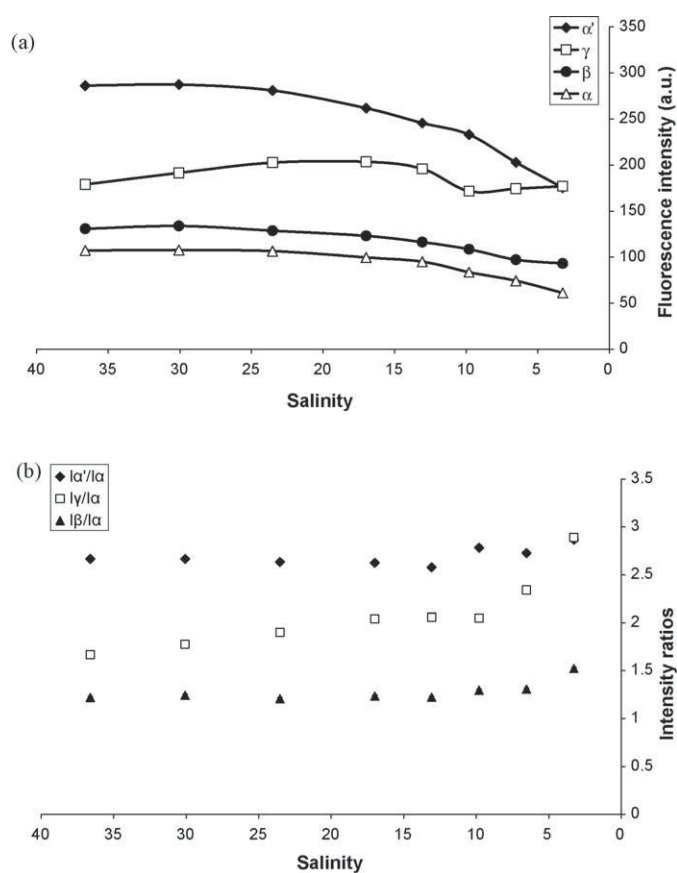 (a)
α'
γ
β
α
350
300
250
200
150
100
50
0
Fluorescence intensity (a.u.)
40 35 30 25 20 15 10 5 0
Salinity
(b)
Iα'/Iα
Iγ/Iα
Iβ/Iα
3.5
3
2.5
2
1.5
1
0.5
0
Intensity ratios
40 35 30 25 20 15 10 5 0
Salinity